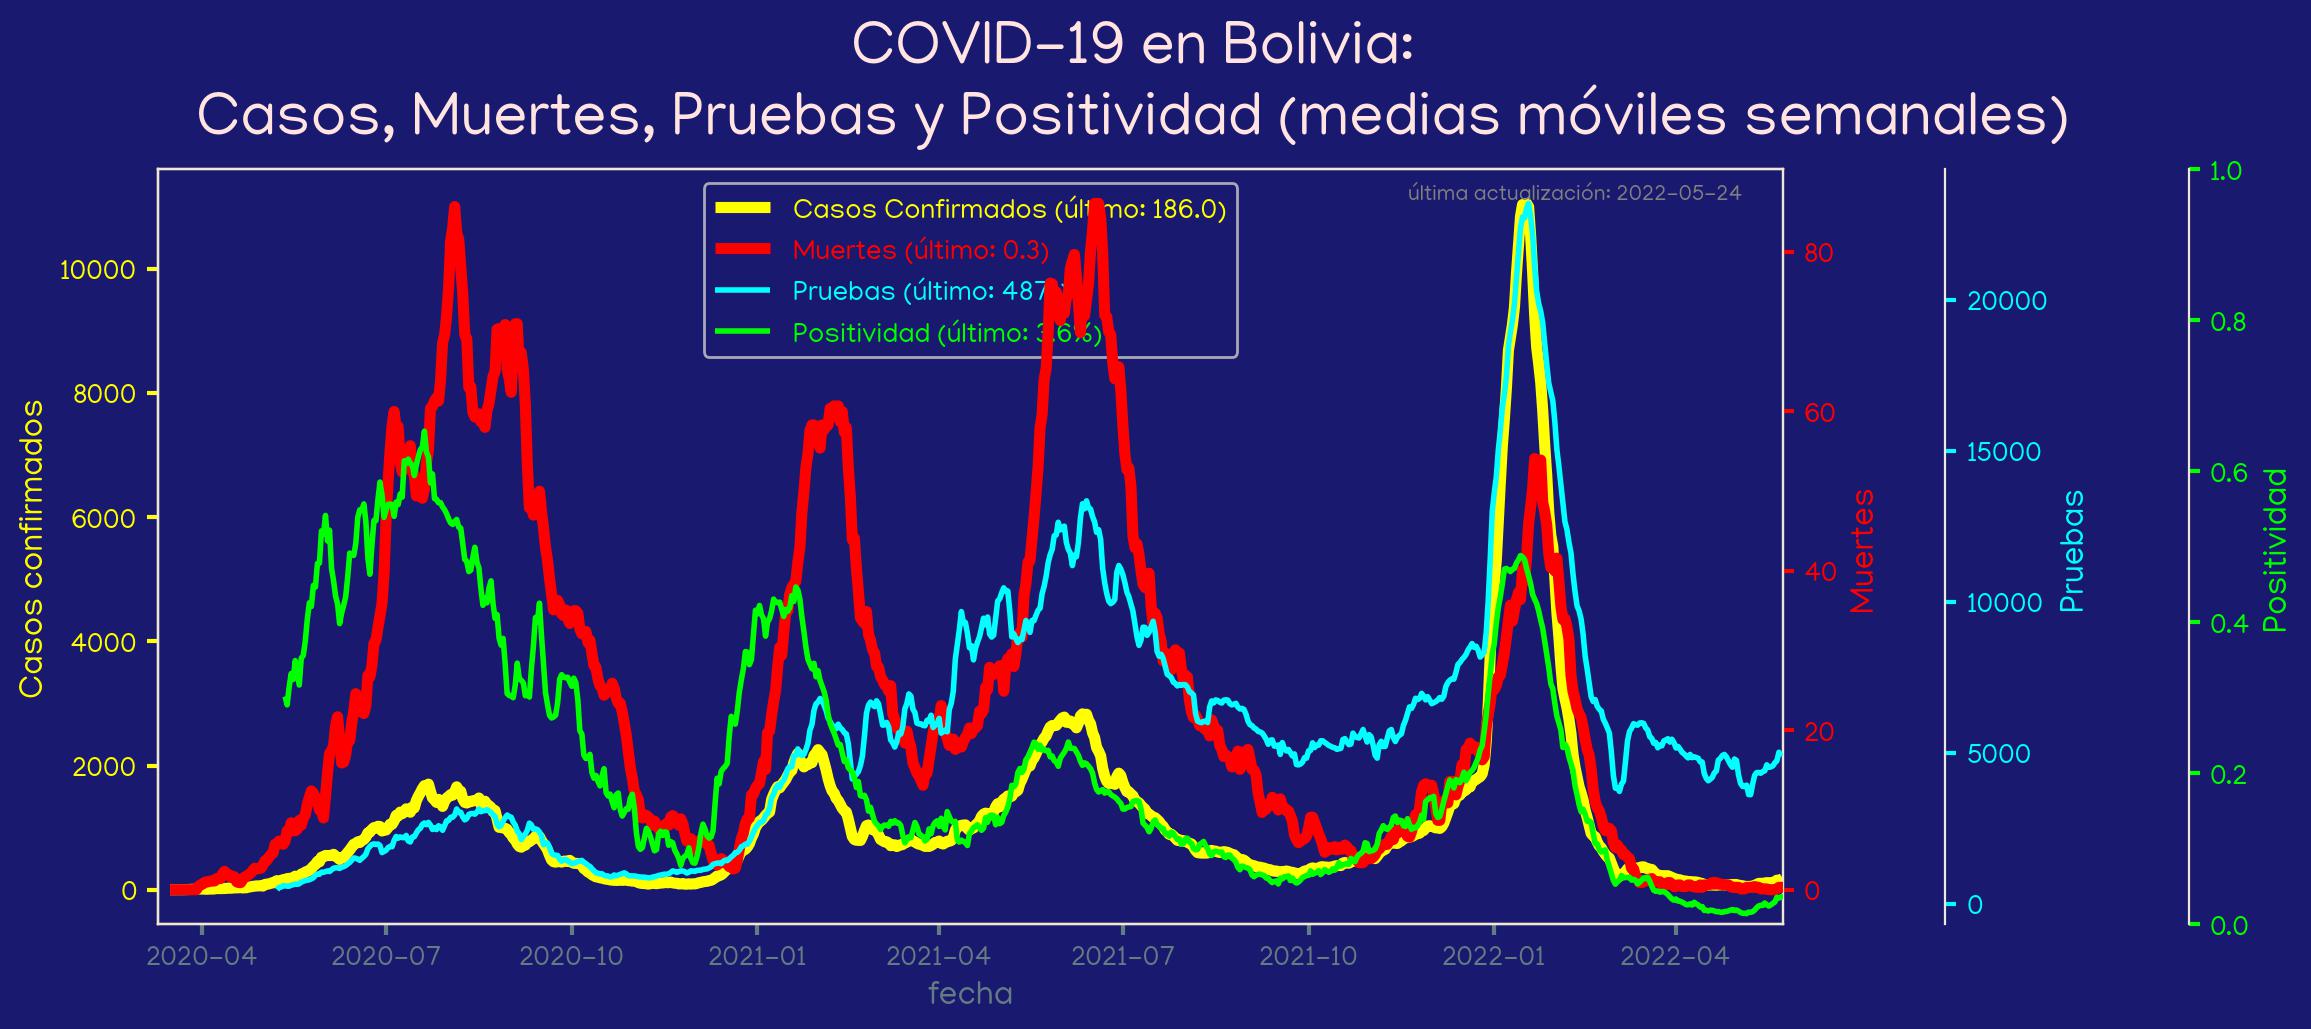 COVID-19 en Bolivia:
Casos, Muertes, Pruebas y Positividad (medias móviles semanales)
última actualización: 2022-05-24
Casos Confirmados (último: 186.0)
Muertes (último: 0.3)
Pruebas (último:
Positividad (último: 3.6%)
Casos confirmados
10000
8000
6000
4000
2000
0
2020-04
2020-07
2020-10
2021-01
2021-04
2021-07
2021-10
2022-01
2022-04
fecha
80
60
40
20
0
Muertes
20000
15000
10000
5000
0
Pruebas
1.0
0.8
0.6
0.4
0.2
0.0
Positividad